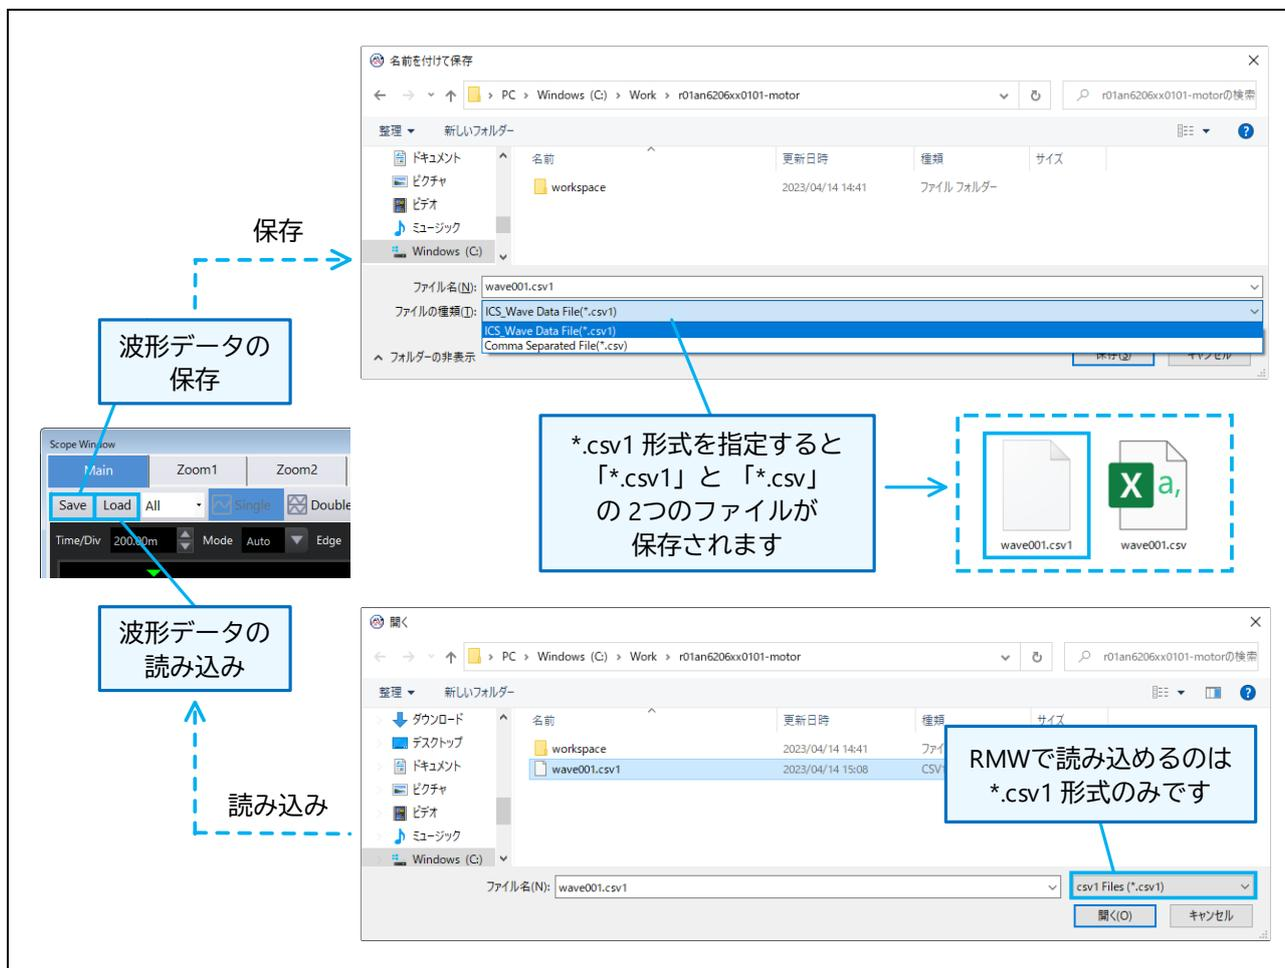 名前を付けて保存
PC › Windows (C:) › Work › r01an6206xx0101-motor
r01an6206xx0101-motorの検索
整理
新しいフォルダー
ドキュメント
ピクチャ
ビデオ
ミュージック
Windows (C:)
名前
更新日時
種類
サイズ
workspace
2023/04/14 14:41
ファイル フォルダー
ファイル名(N):
wave001.csv1
ファイルの種類(T):
ICS_Wave Data File(*.csv1)
ICS_Wave Data File(*.csv1)
Comma Separated File(*.csv)
フォルダーの非表示
保存(S)
キャンセル
保存
波形データの
保存
Scope Window
Main
Zoom1
Zoom2
Save
Load
All
Single
Double
Time/Div
200.00m
Mode
Auto
Edge
*.csv1 形式を指定すると
「*.csv1」と 「*.csv」
の 2つのファイルが
保存されます
wave001.csv1
X
a,
wave001.csv
波形データの
読み込み
読み込み
開く
PC › Windows (C:) › Work › r01an6206xx0101-motor
r01an6206xx0101-motorの検索
整理
新しいフォルダー
?
ダウンロード
デスクトップ
ドキュメント
ピクチャ
ビデオ
ミュージック
Windows (C:)
名前
更新日時
種類
サイズ
workspace
2023/04/14 14:41
wave001.csv1
2023/04/14 15:08
RMWで読み込めるのは
*.csv1 形式のみです
ファイル名(N):
wave001.csv1
csv1 Files (*.csv1)
開く(O)
キャンセル